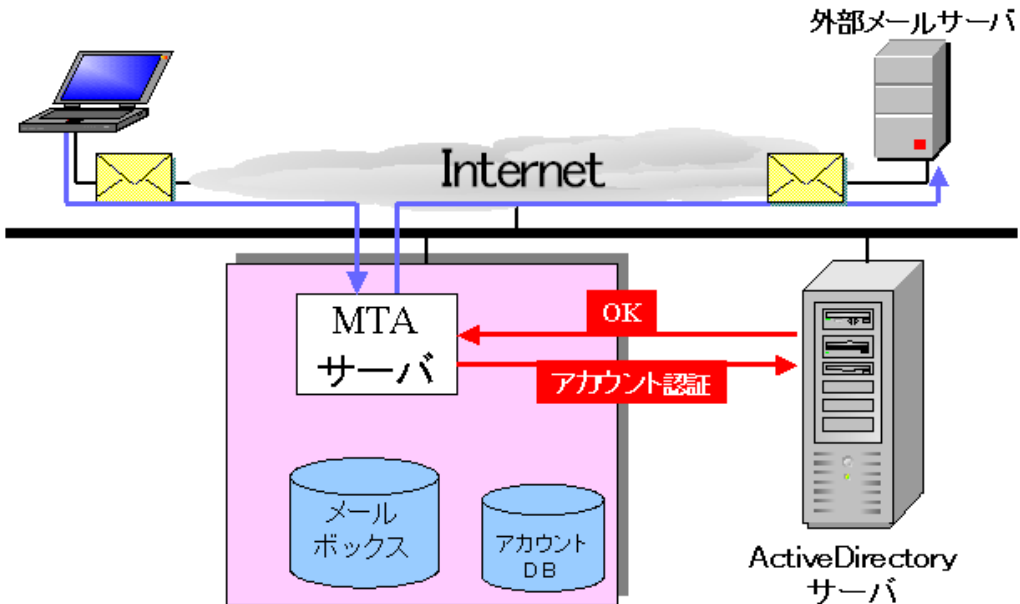 外部メールサーバ
Internet
MTA
サーバ
OK
アカウント認証
メール
ボックス
アカウント
DB
ActiveDirectory
サーバ